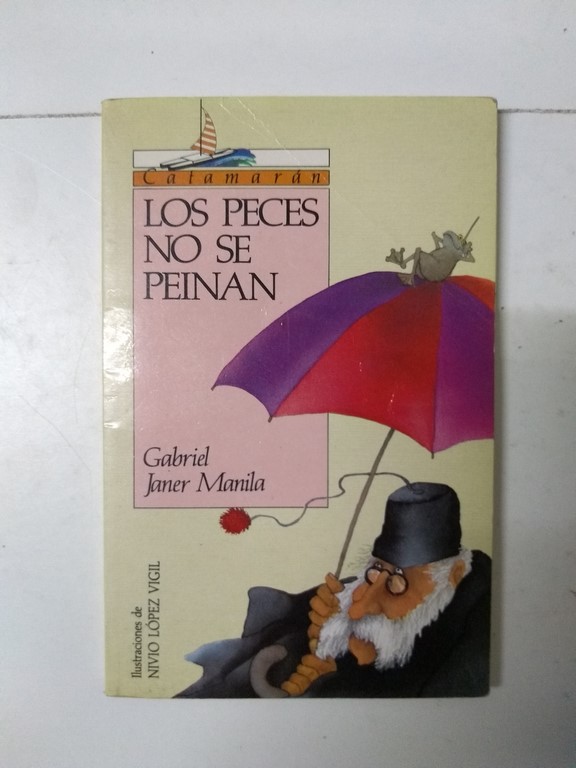 Catamarán
LOS PECES
NO SE
PEINAN
Gabriel
Janer Manila
Ilustraciones de
NIVIO LÓPEZ VIGIL